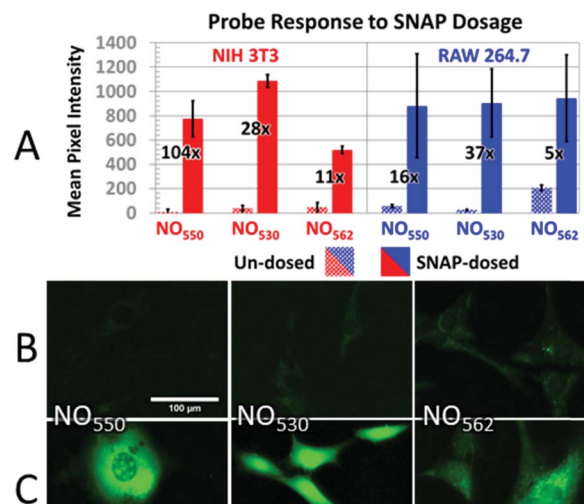 Probe Response to SNAP Dosage
A
Mean Pixel Intensity
1400
1200
1000
800
600
400
200
0
NIH 3T3
RAW 264.7
104x
28x
11x
16x
37x
5x
NO550
NO530
NO562
NO550
NO530
NO562
Un-dosed
SNAP-dosed
B
100 µm
NO550
NO530
NO562
C